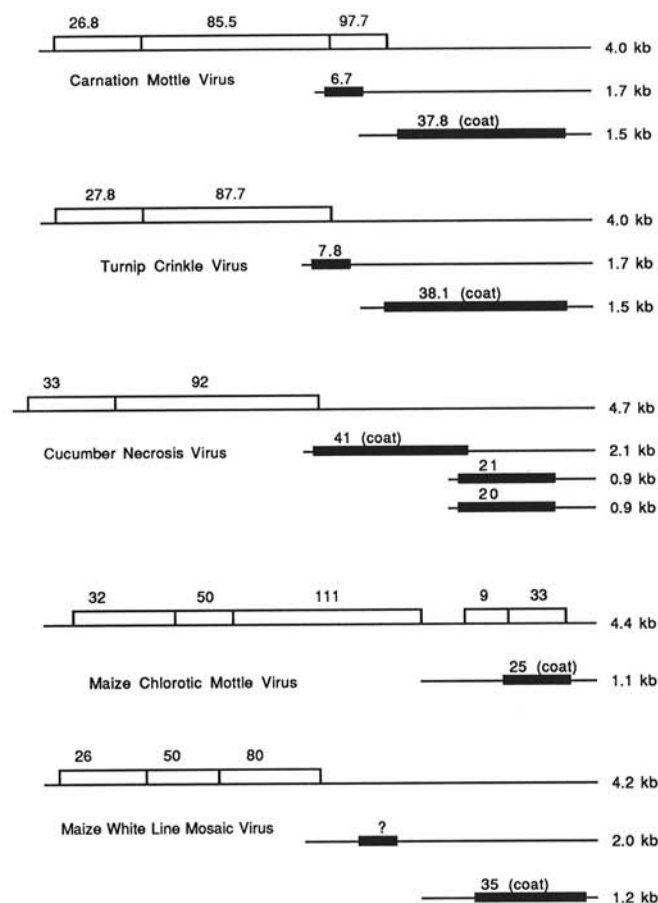 26.8 85.5 97.7
4.0 kb
Carnation Mottle Virus
6.7
1.7 kb
37.8 (coat)
1.5 kb
27.8 87.7
4.0 kb
Turnip Crinkle Virus
7.8
1.7 kb
38.1 (coat)
1.5 kb
33 92
4.7 kb
41 (coat)
2.1 kb
Cucumber Necrosis Virus
21
0.9 kb
20
0.9 kb
32 50 111 9 33
4.4 kb
Maize Chlorotic Mottle Virus
25 (coat)
1.1 kb
26 50 80
4.2 kb
Maize White Line Mosaic Virus
?
2.0 kb
35 (coat)
1.2 kb